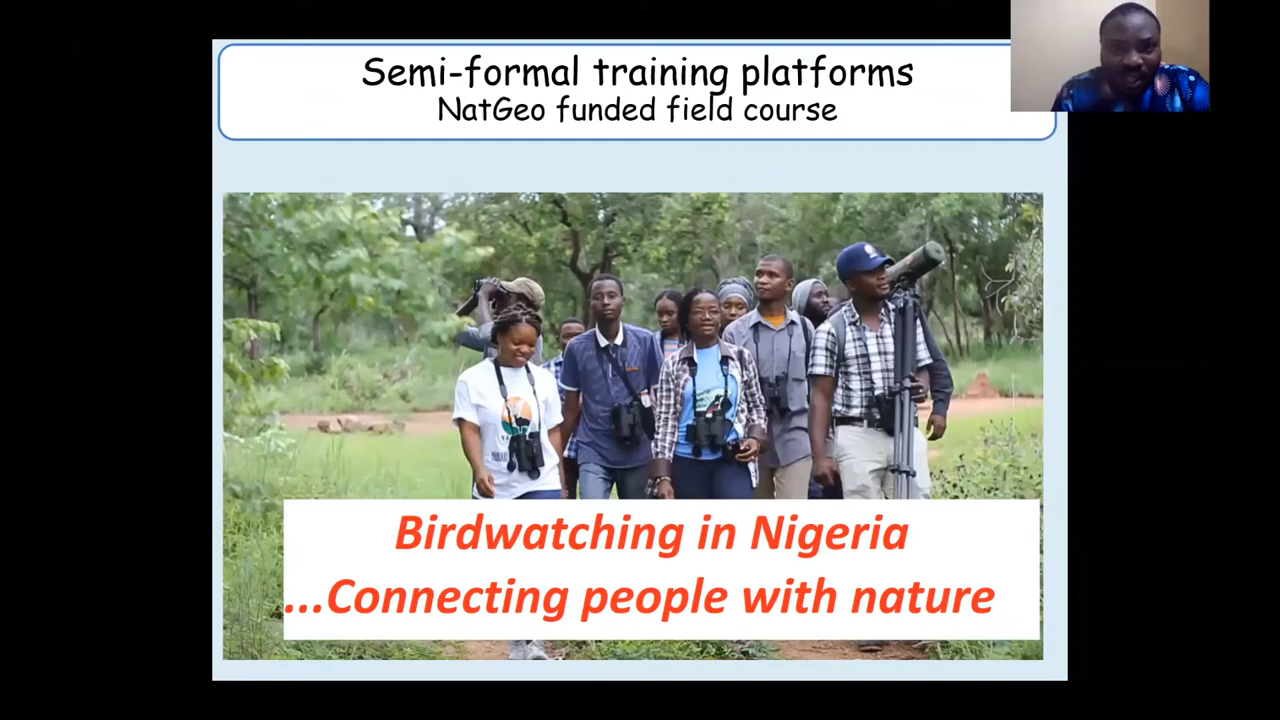 Semi-formal training platforms
NatGeo funded field course
Birdwatching in Nigeria
...Connecting people with nature